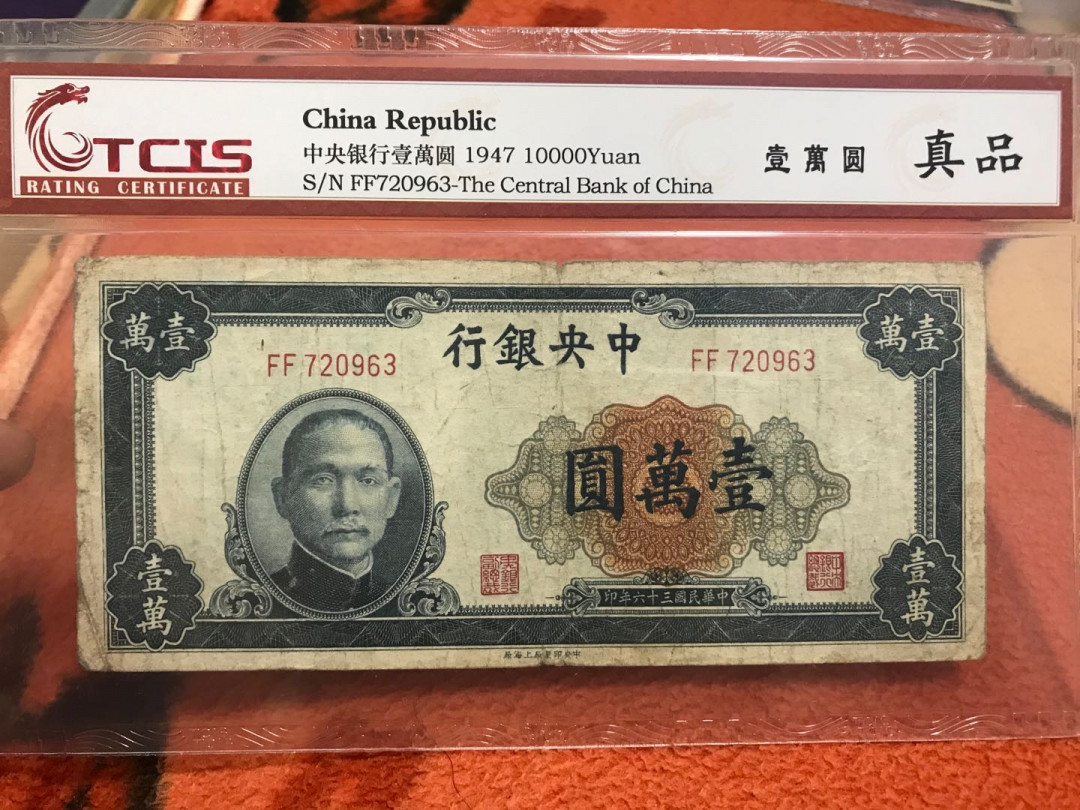 TCIS
RATING CERTIFICATE
China Republic
中央银行壹萬圆 1947 10000Yuan
S/N FF720963-The Central Bank of China
壹萬圆
真品
壹萬
中央銀行
壹萬
FF 720963
FF 720963
壹萬圓
壹萬
壹萬
中華民國三十六年印